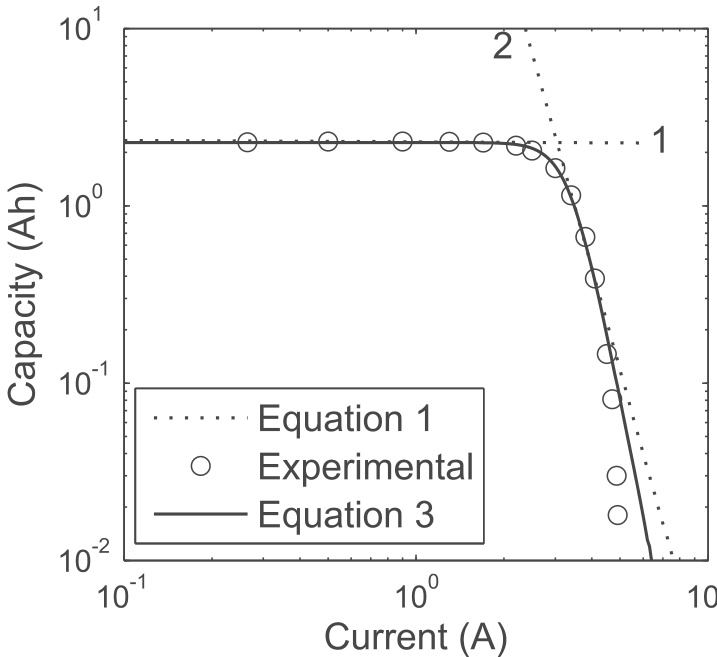 10^1
2
1
10^0
Capacity (Ah)
10^-1
Equation 1
Experimental
Equation 3
10^-2
10^-1
10^0
10
Current (A)